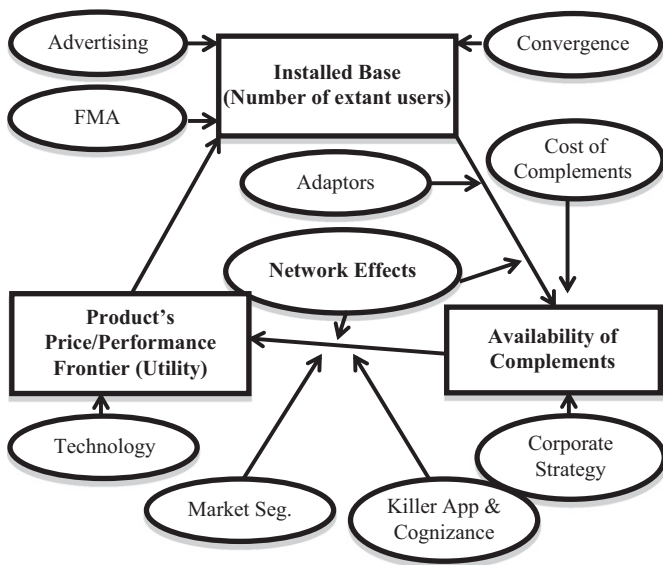 Advertising
Convergence
Installed Base
(Number of extant users)
FMA
Cost of
Complements
Adaptors
Network Effects
Product's
Price/Performance
Frontier (Utility)
Availability of
Complements
Technology
Corporate
Strategy
Market Seg.
Killer App &
Cognizance